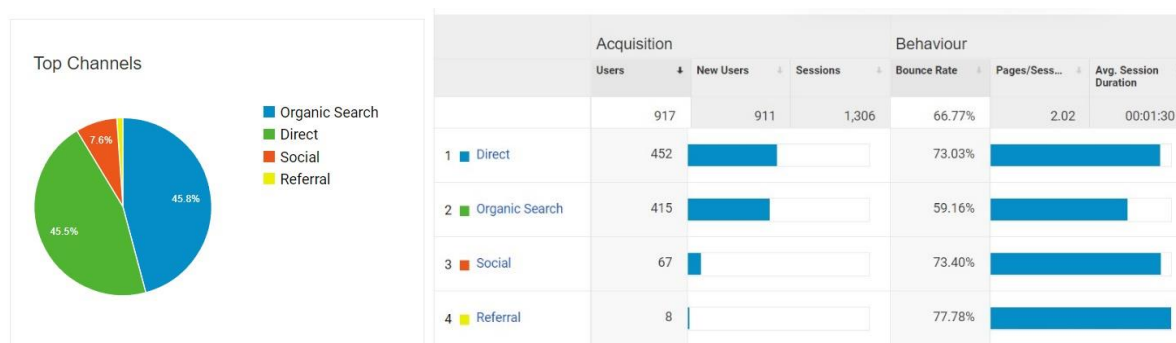 Top Channels
Organic Search
Direct
Social
Referral
7.6%
45.8%
45.5%
Acquisition Behaviour
Users New Users Sessions Bounce Rate Pages/Sess... Avg. Session
Duration
917 911 1,306 66.77% 2.02 00:01:30
1 Direct 452 73.03%
2 Organic Search 415 59.16%
3 Social 67 73.40%
4 Referral 8 77.78%